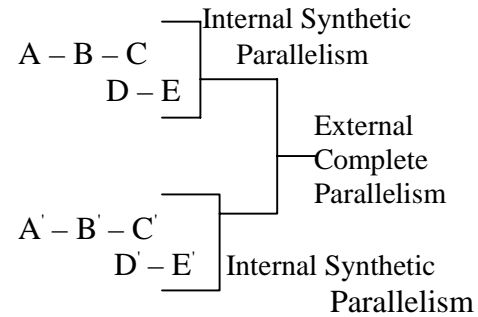 Internal Synthetic
Parallelism
A – B – C
D – E
External
Complete
Parallelism
A' – B' – C'
D' – E'
Internal Synthetic
Parallelism